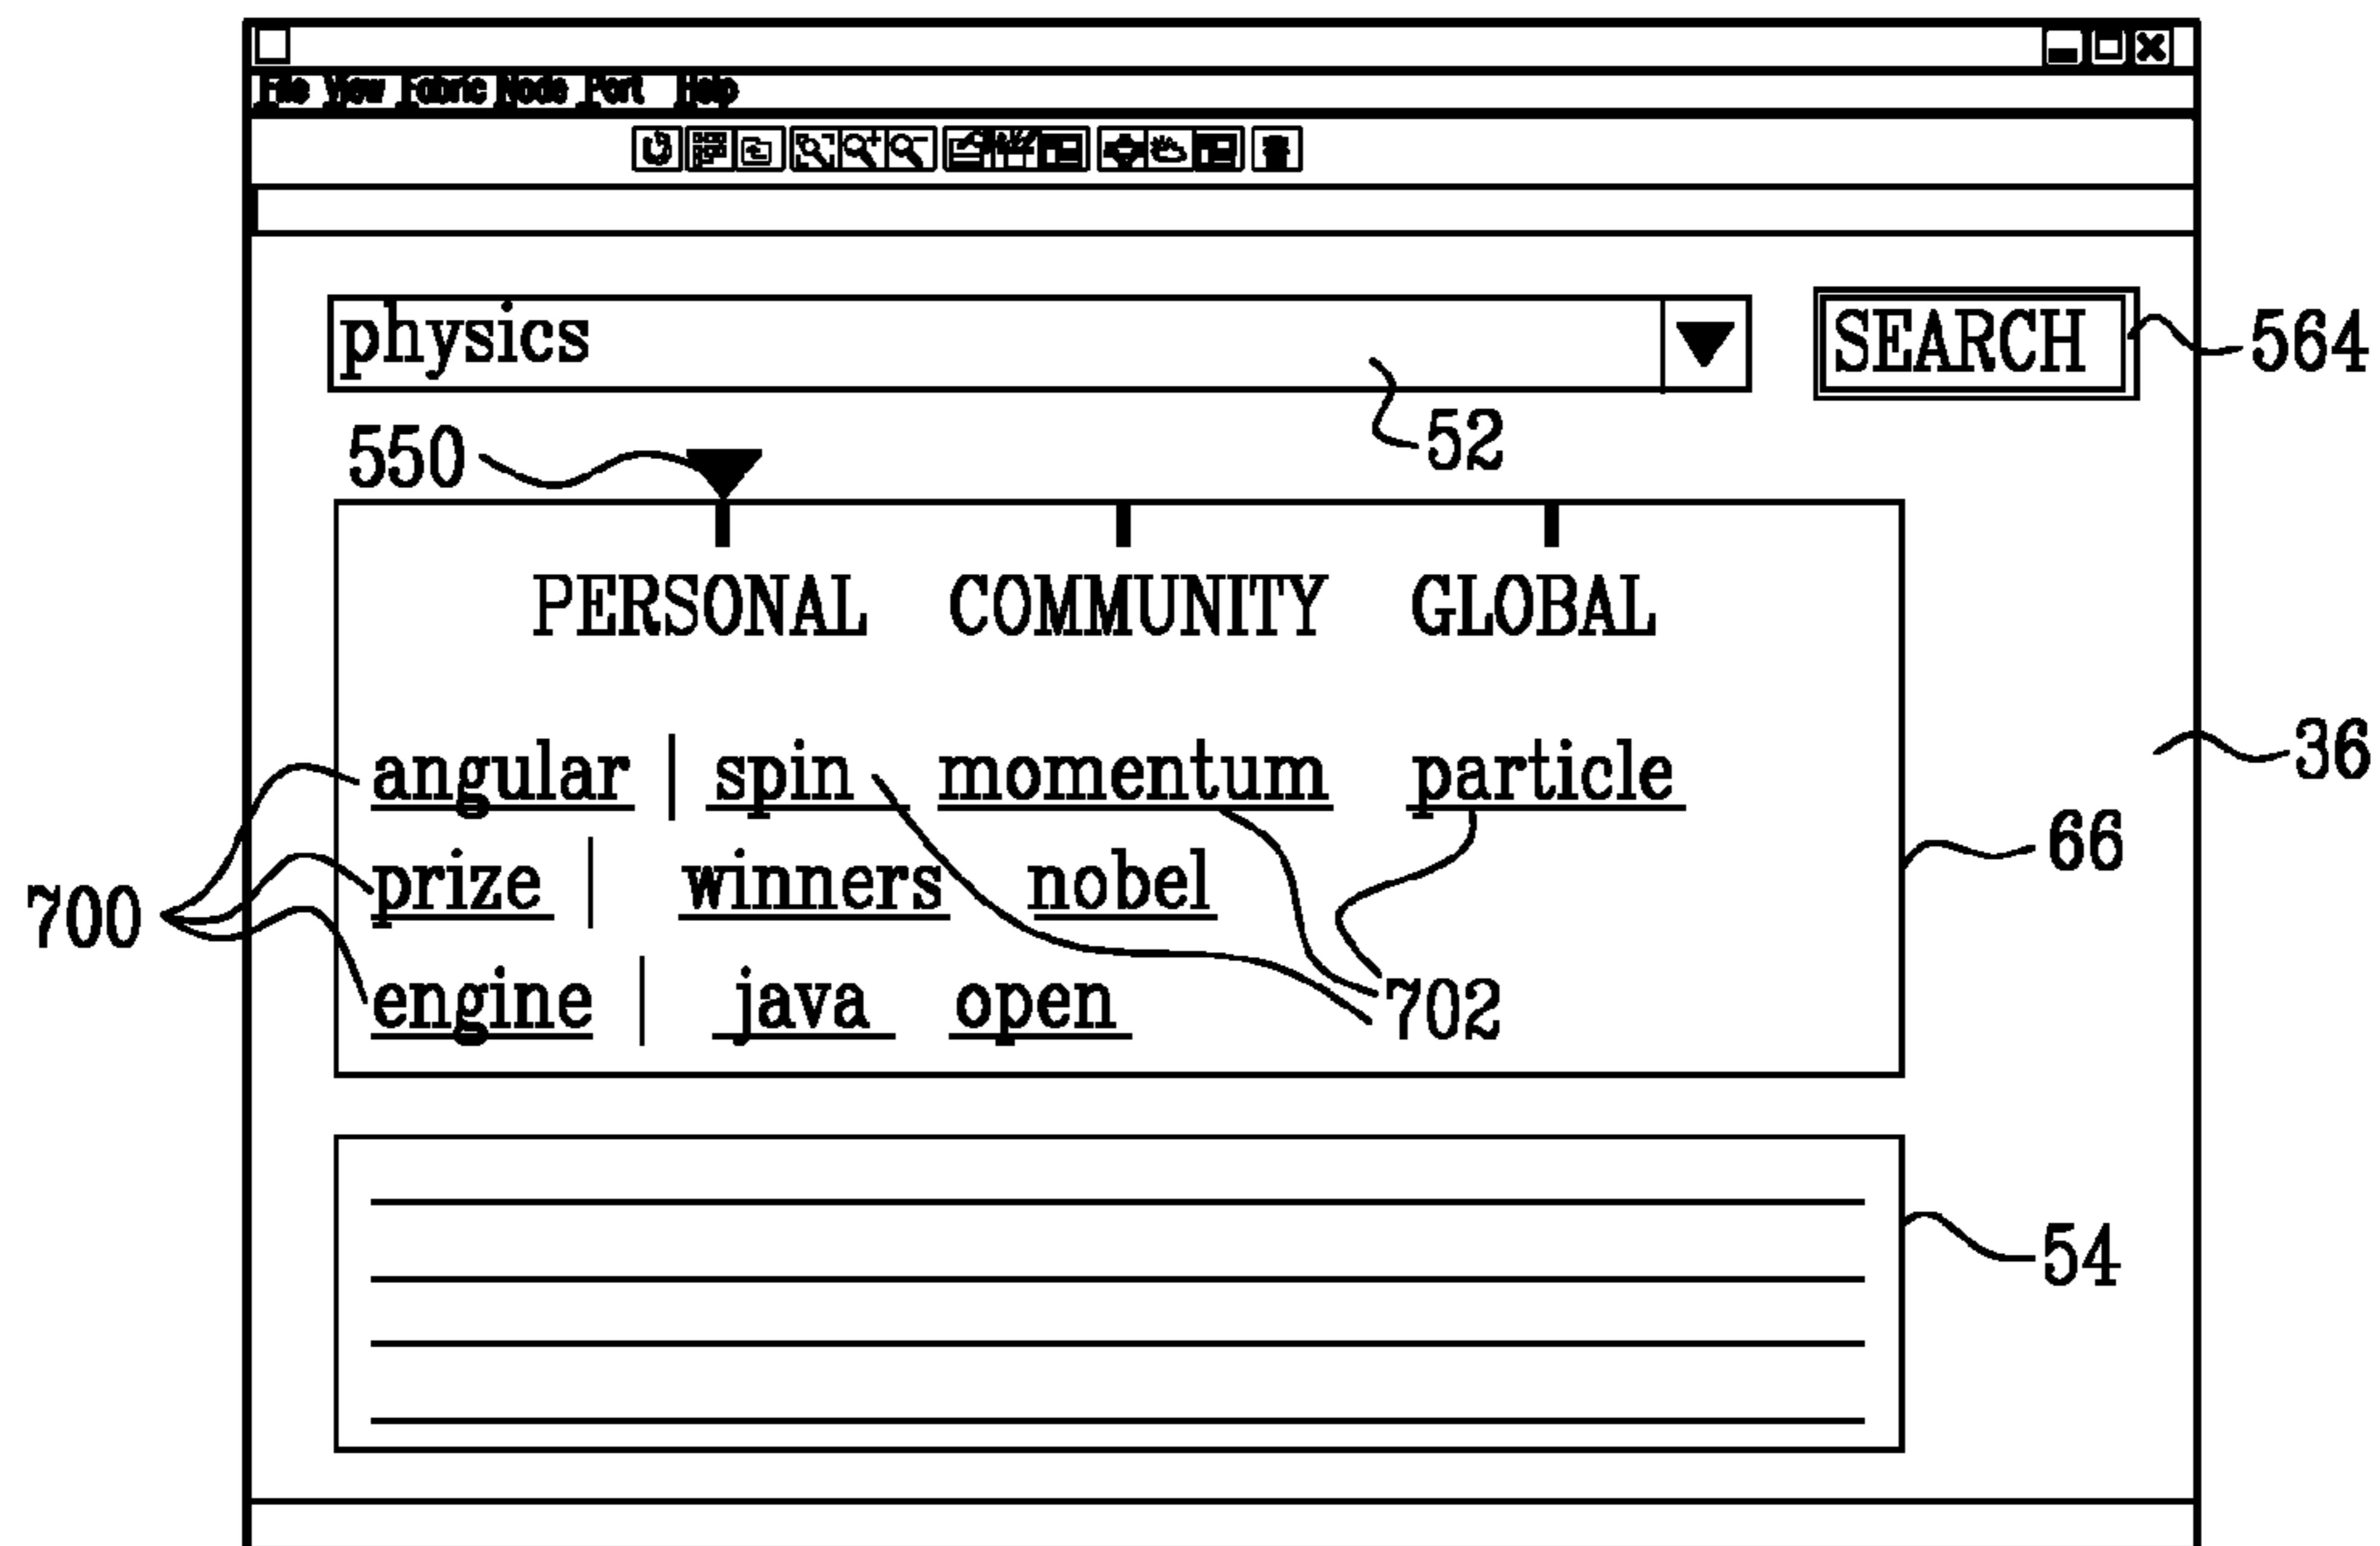 File View Fabric Node Port Help
physics
SEARCH
564
52
550
PERSONAL COMMUNITY GLOBAL
36
angular | spin momentum particle
66
prize | winners nobel
700
engine | java open
702
54